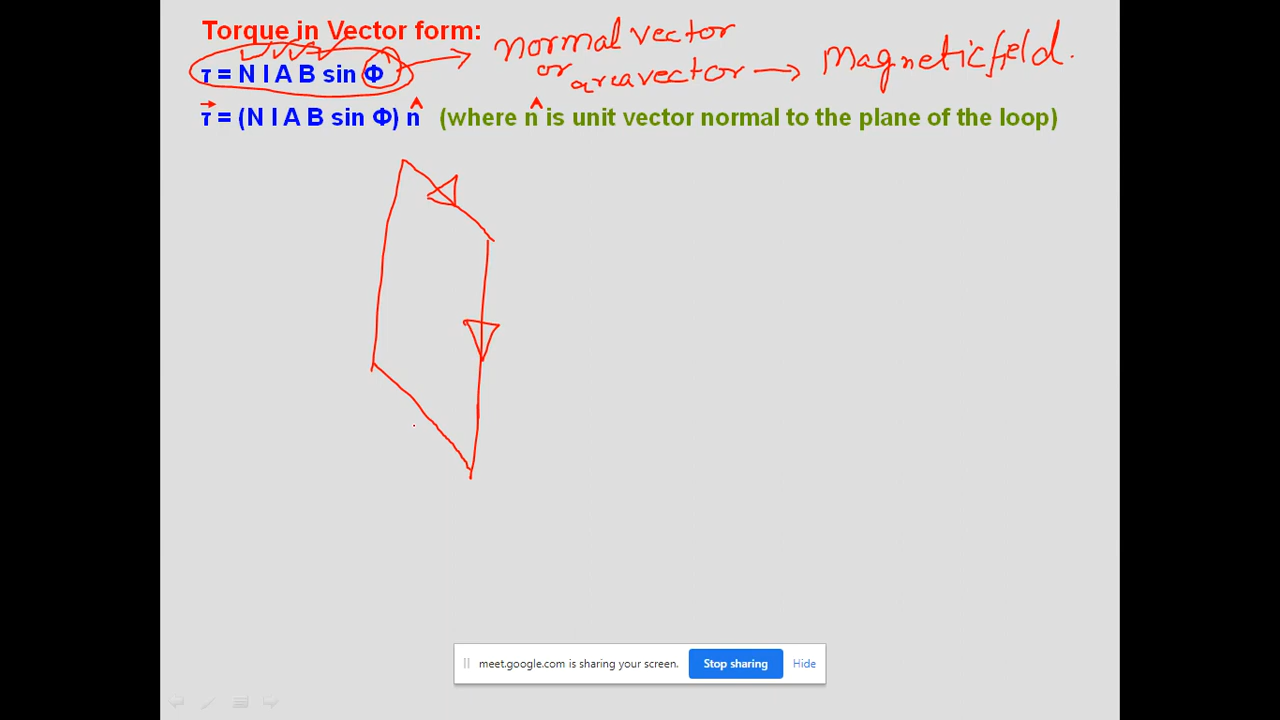 Torque in Vector form:
normal vector
or
area vector → Magnetic field.
τ = N I A B sin Φ
τ⃗ = (N I A B sin Φ) n̂ (where n̂ is unit vector normal to the plane of the loop)
meet.google.com is sharing your screen. Stop sharing Hide